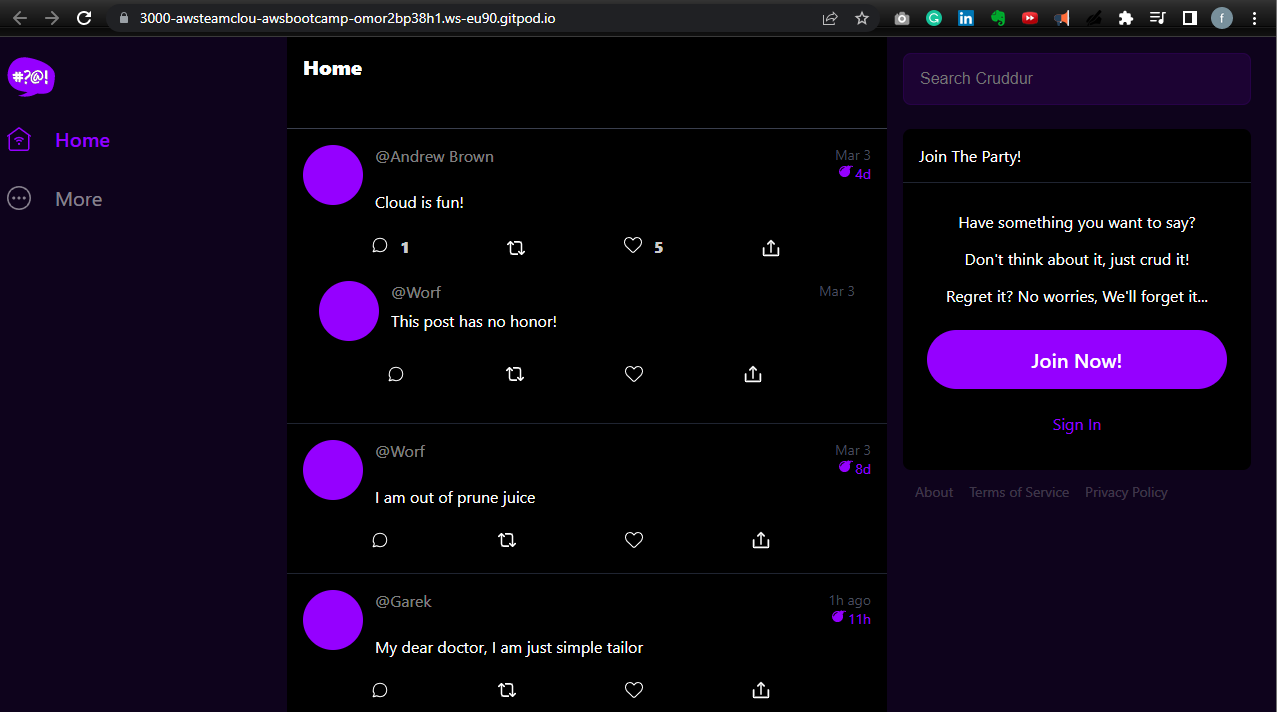 3000-awsteamclou-awsbootcamp-omor2bp38h1.ws-eu90.gitpod.io
f
#?@!
Home
More
Home
@Andrew Brown
Mar 3
4d
Cloud is fun!
1
5
@Worf
Mar 3
This post has no honor!
@Worf
Mar 3
8d
I am out of prune juice
@Garek
1h ago
11h
My dear doctor, I am just simple tailor
Search Cruddur
Join The Party!
Have something you want to say?
Don't think about it, just crud it!
Regret it? No worries, We'll forget it...
Join Now!
Sign In
About Terms of Service Privacy Policy